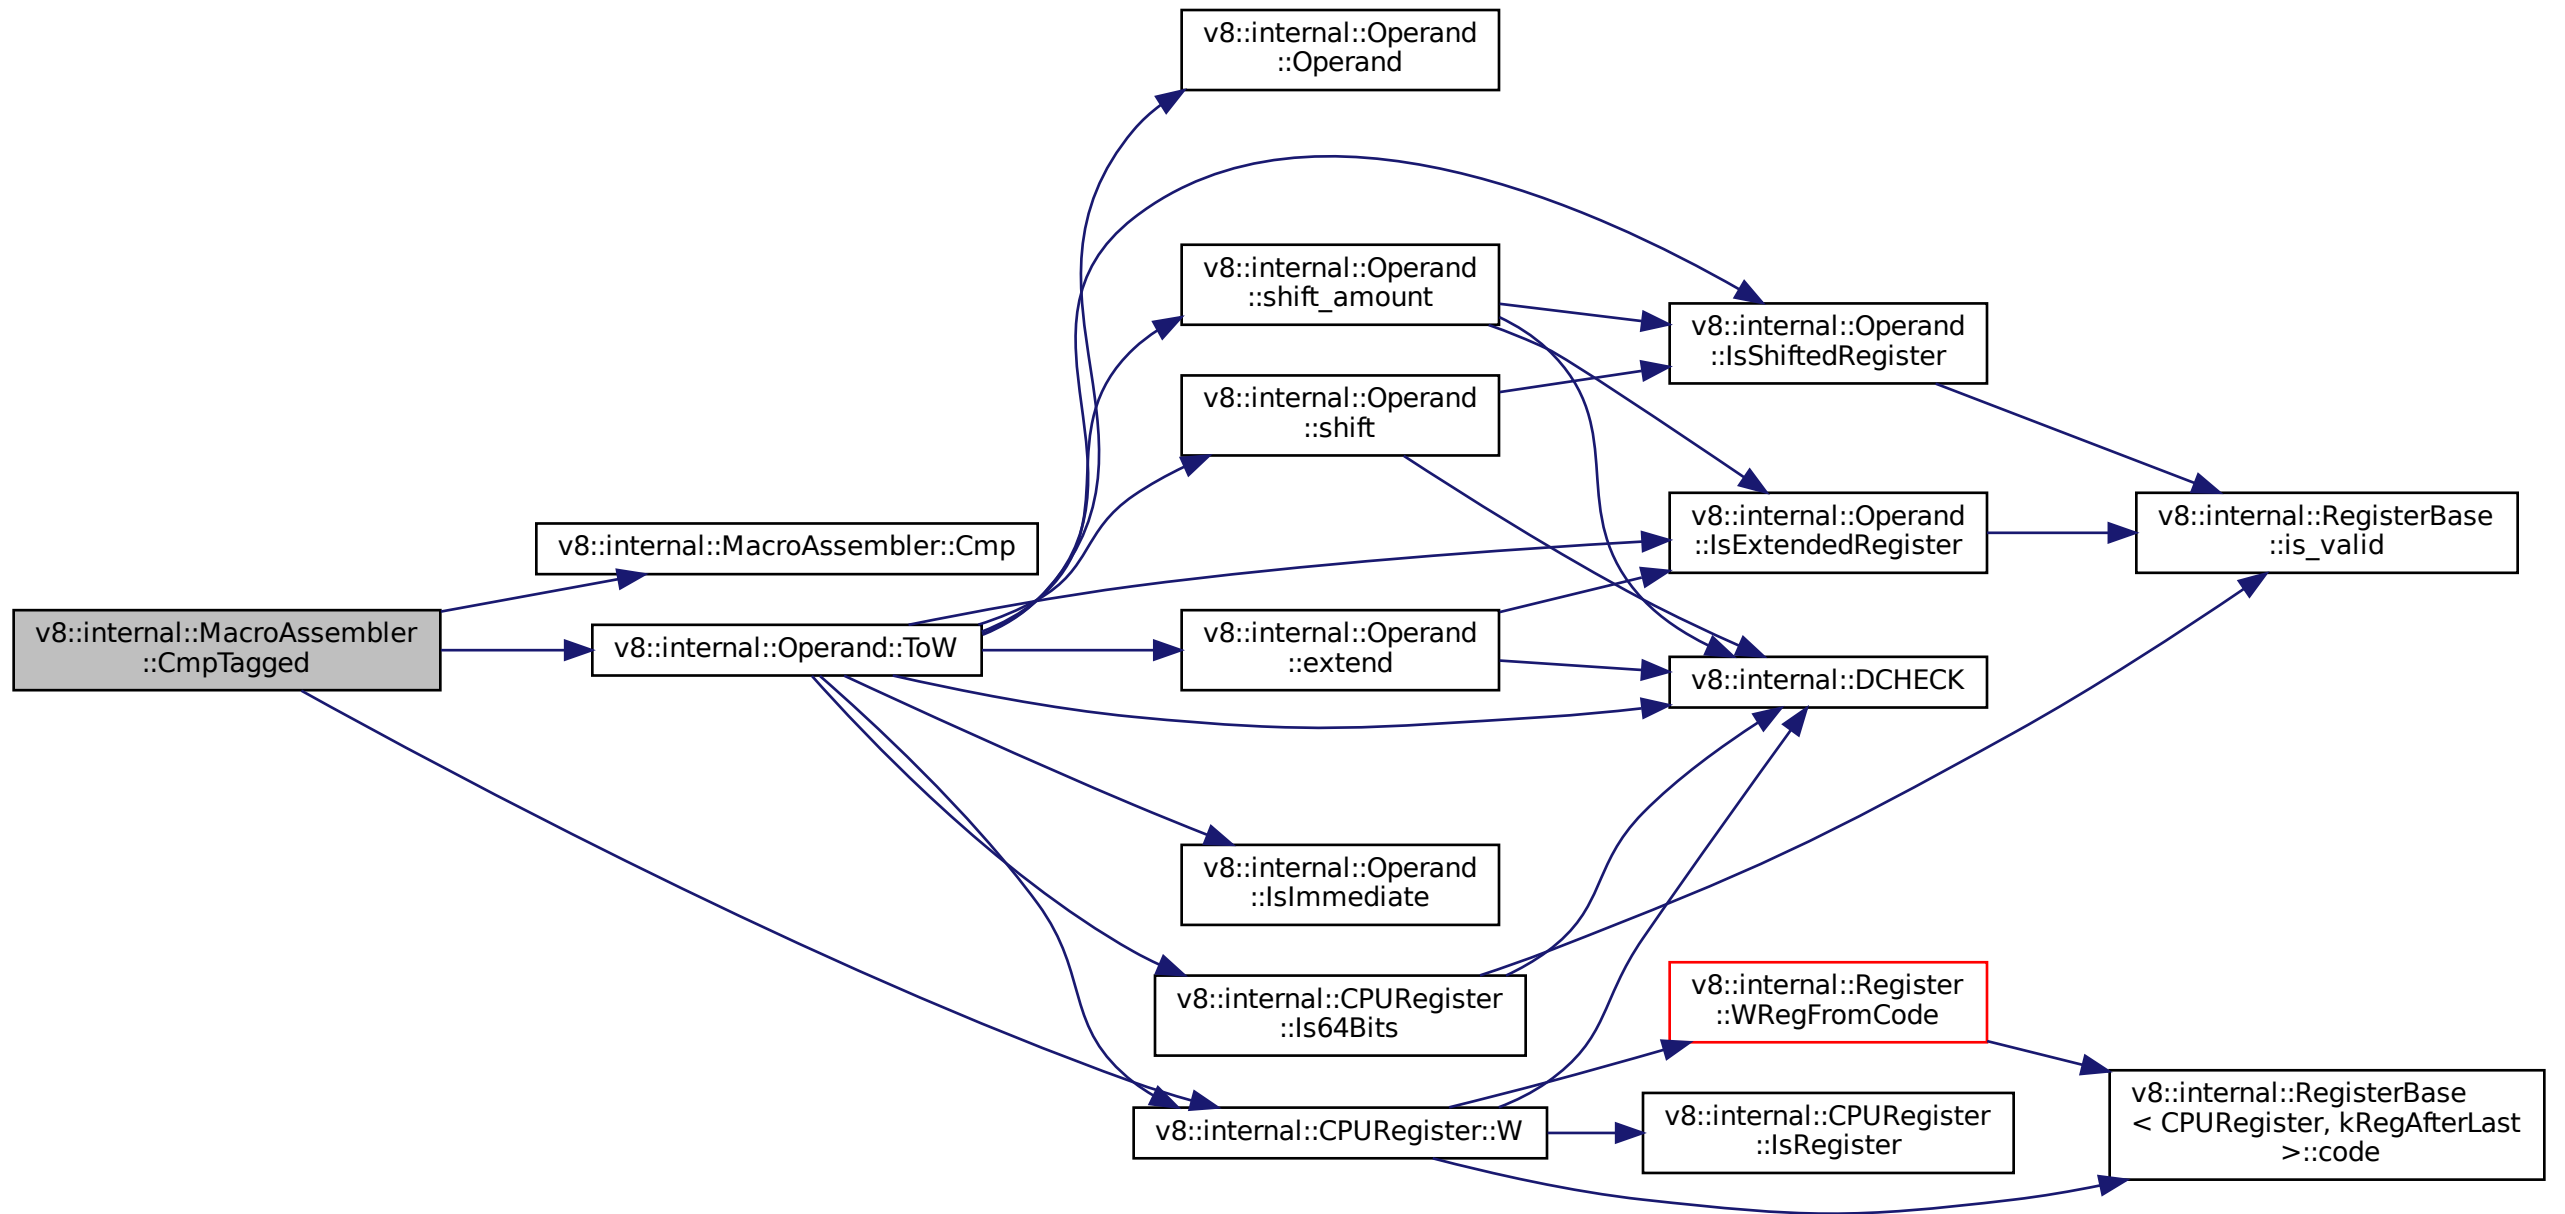 v8::internal::MacroAssembler
::CmpTagged
v8::internal::MacroAssembler::Cmp
v8::internal::Operand::ToW
v8::internal::Operand
::Operand
v8::internal::Operand
::shift_amount
v8::internal::Operand
::shift
v8::internal::Operand
::extend
v8::internal::Operand
::IsImmediate
v8::internal::CPURegister
::Is64Bits
v8::internal::CPURegister::W
v8::internal::Operand
::IsShiftedRegister
v8::internal::Operand
::IsExtendedRegister
v8::internal::DCHECK
v8::internal::Register
::WRegFromCode
v8::internal::CPURegister
::IsRegister
v8::internal::RegisterBase
::is_valid
v8::internal::RegisterBase
< CPURegister, kRegAfterLast
>::code